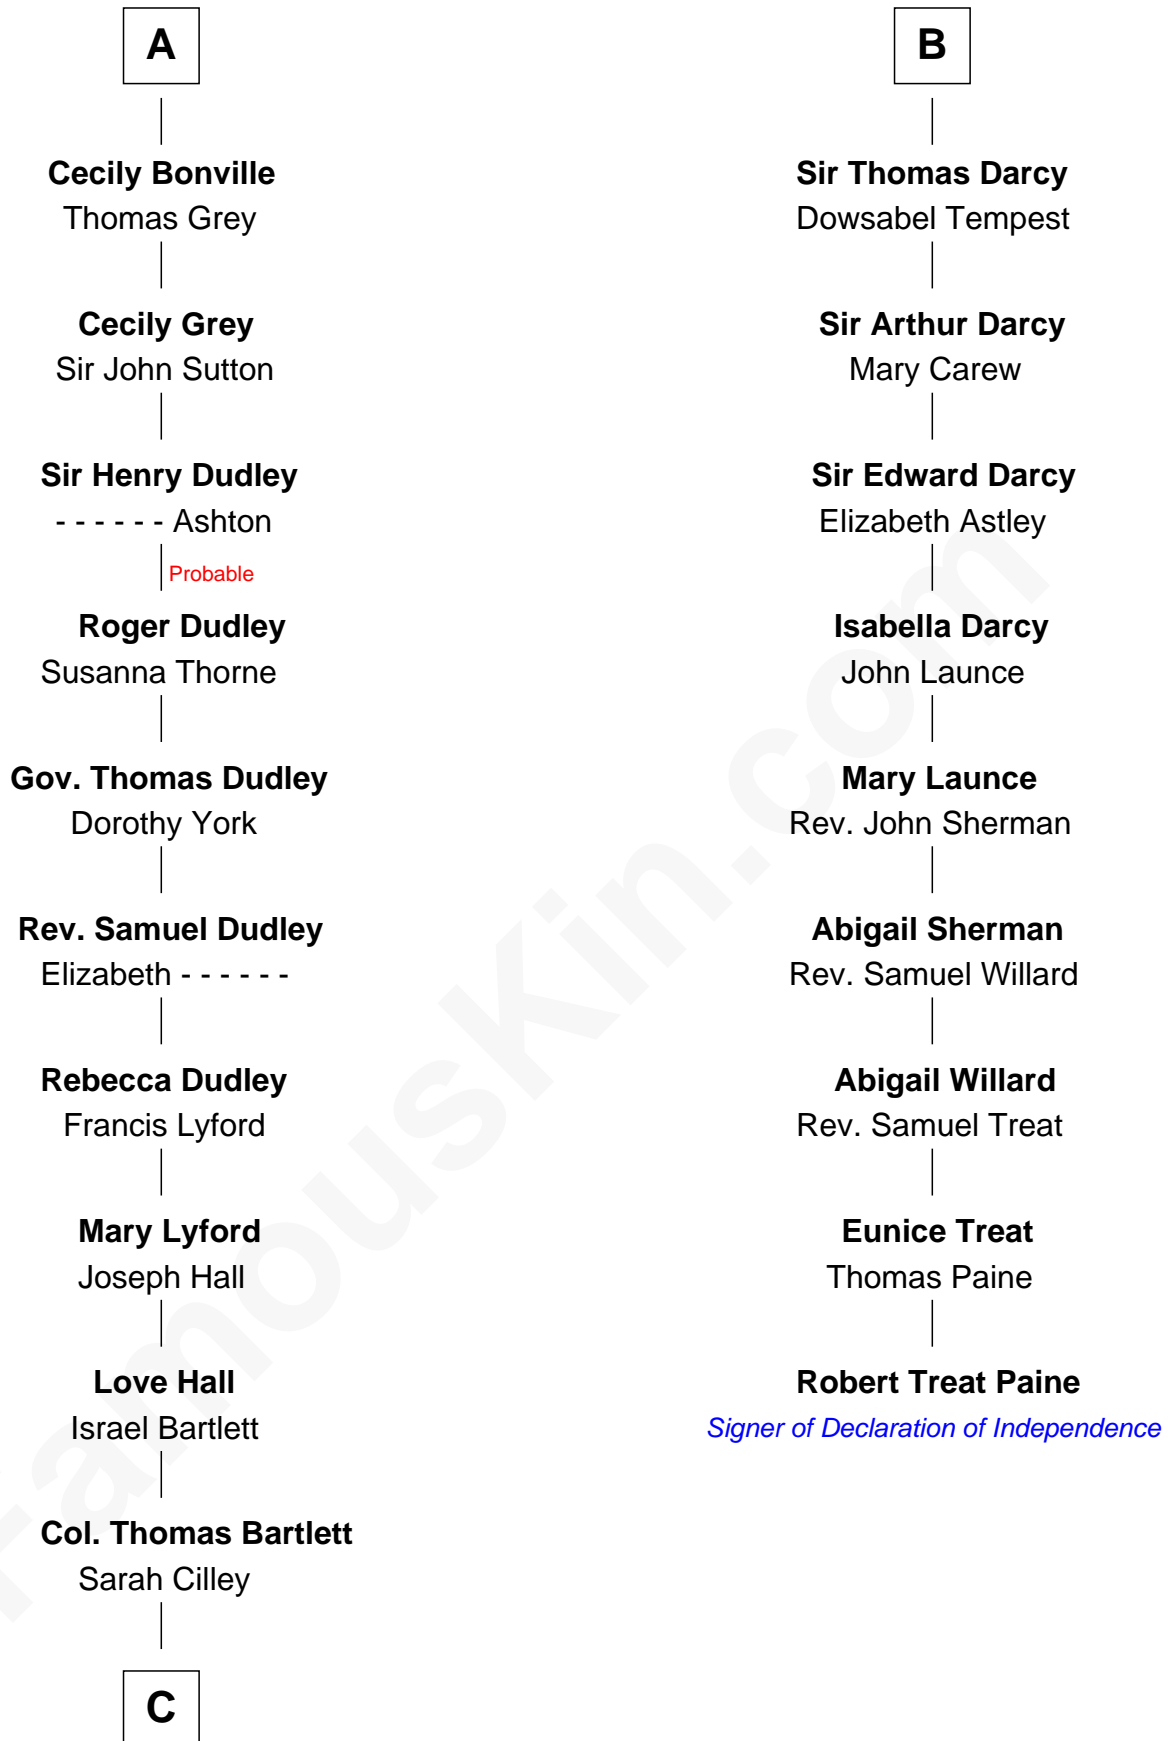 A
Cecily Bonville
Thomas Grey
Cecily Grey
Sir John Sutton
Sir Henry Dudley
- - - - - - Ashton
Probable
Roger Dudley
Susanna Thorne
Gov. Thomas Dudley
Dorothy York
Rev. Samuel Dudley
Elizabeth - - - - - -
Rebecca Dudley
Francis Lyford
Mary Lyford
Joseph Hall
Love Hall
Israel Bartlett
Col. Thomas Bartlett
Sarah Cilley
C
B
Sir Thomas Darcy
Dowsabel Tempest
Sir Arthur Darcy
Mary Carew
Sir Edward Darcy
Elizabeth Astley
Isabella Darcy
John Launce
Mary Launce
Rev. John Sherman
Abigail Sherman
Rev. Samuel Willard
Abigail Willard
Rev. Samuel Treat
Eunice Treat
Thomas Paine
Robert Treat Paine
Signer of Declaration of Independence
FamousKin.com